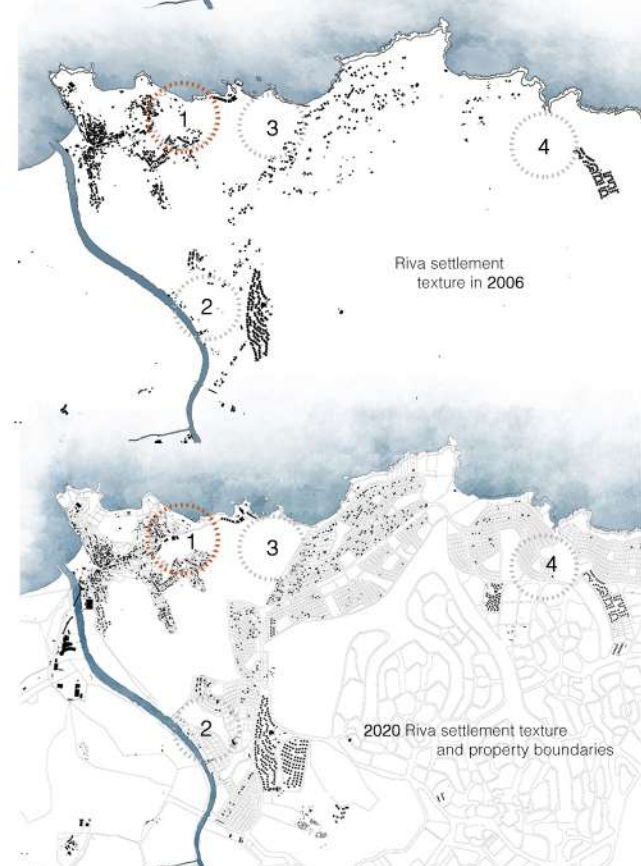 1
3
4
Riva settlement
texture in 2006
2
1
3
4
2
2020 Riva settlement texture
and property boundaries